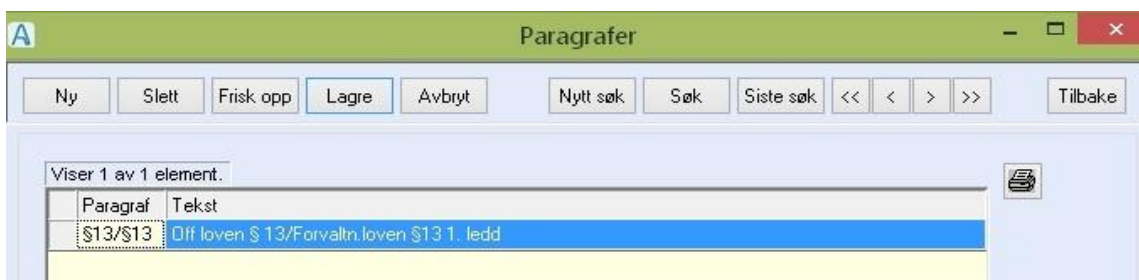 A
Paragrafer
Ny Slett Frisk opp Lagre Avbryt Nytt søk Søk Siste søk << < > >> Tilbake
Viser 1 av 1 element.
Paragraf Tekst
§13/§13 Off loven § 13/Forvaltn.loven §13 1. ledd